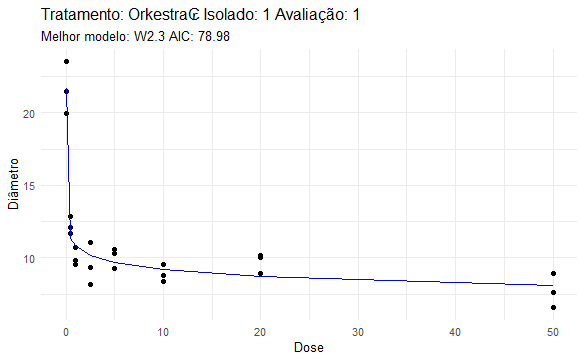 Tratamento: Orkestra₢ Isolado: 1 Avaliação: 1
Melhor modelo: W2.3 AIC: 78.98
20
15
10
Diâmetro
0
10
20
30
40
50
Dose